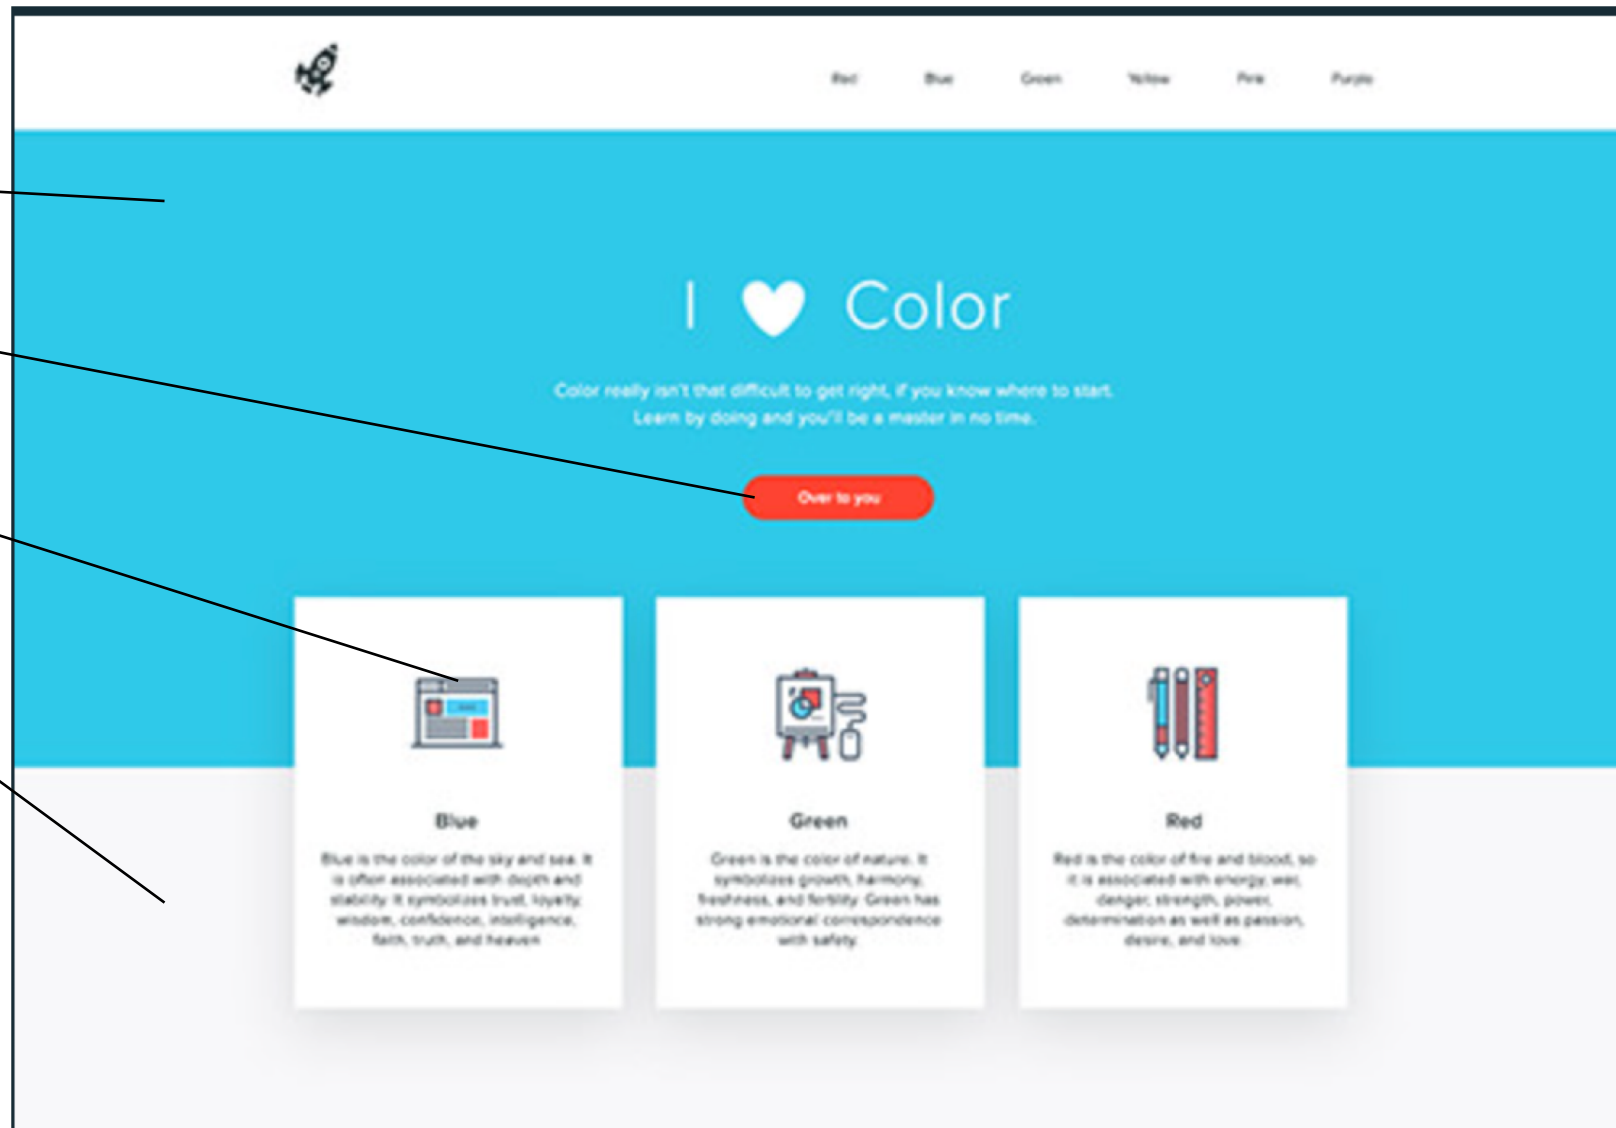 Red Blue Green Yellow Pink Purple
I Color
Color really isn't that difficult to get right, if you know where to start.
Learn by doing and you'll be a master in no time.
Over to you
Blue
Blue is the color of the sky and sea. It
is often associated with depth and
stability. It symbolizes trust, loyalty,
wisdom, confidence, intelligence,
faith, truth, and heaven
Green
Green is the color of nature. It
symbolizes growth, harmony,
freshness, and fertility. Green has
strong emotional correspondence
with safety.
Red
Red is the color of fire and blood, so
it is associated with energy, war,
danger, strength, power,
determination as well as passion,
desire, and love.